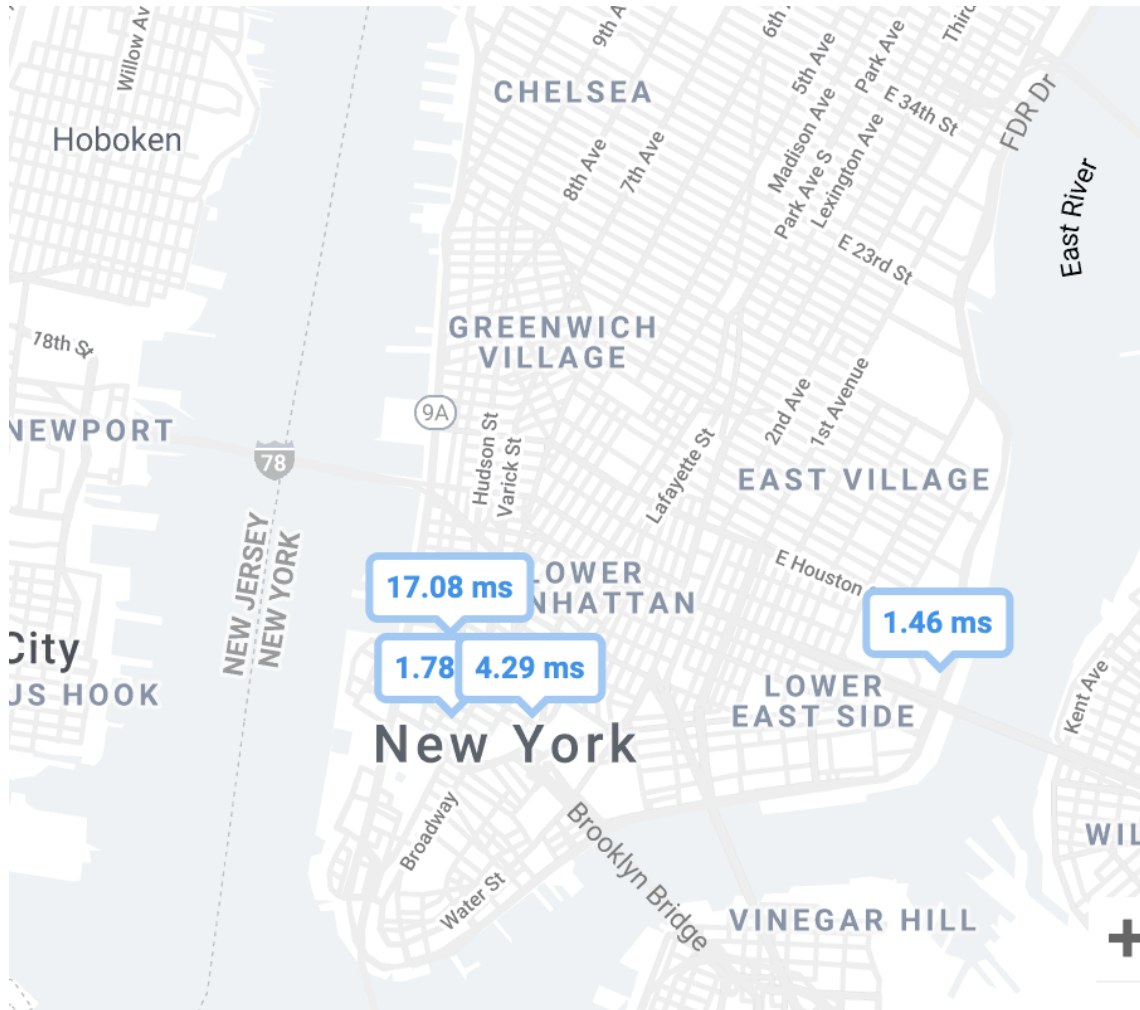 Willow Av
9th A
6th
Third
CHELSEA
5th Ave
Park Ave
E 34th St
FDR Dr
Hoboken
8th Ave
7th Ave
Madison Ave
Park Ave S
Lexington Ave
East River
E 23rd St
18th St
GREENWICH
VILLAGE
9A
NEWPORT
78
Hudson St
Varick St
2nd Ave
1st Avenue
Lafayette St
EAST VILLAGE
NEW JERSEY
NEW YORK
17.08 ms
LOWER
NHATTAN
E Houston
1.46 ms
City
US HOOK
1.78
4.29 ms
LOWER
EAST SIDE
Kent Ave
New York
Broadway
Water St
Brooklyn Bridge
WIL
VINEGAR HILL
+